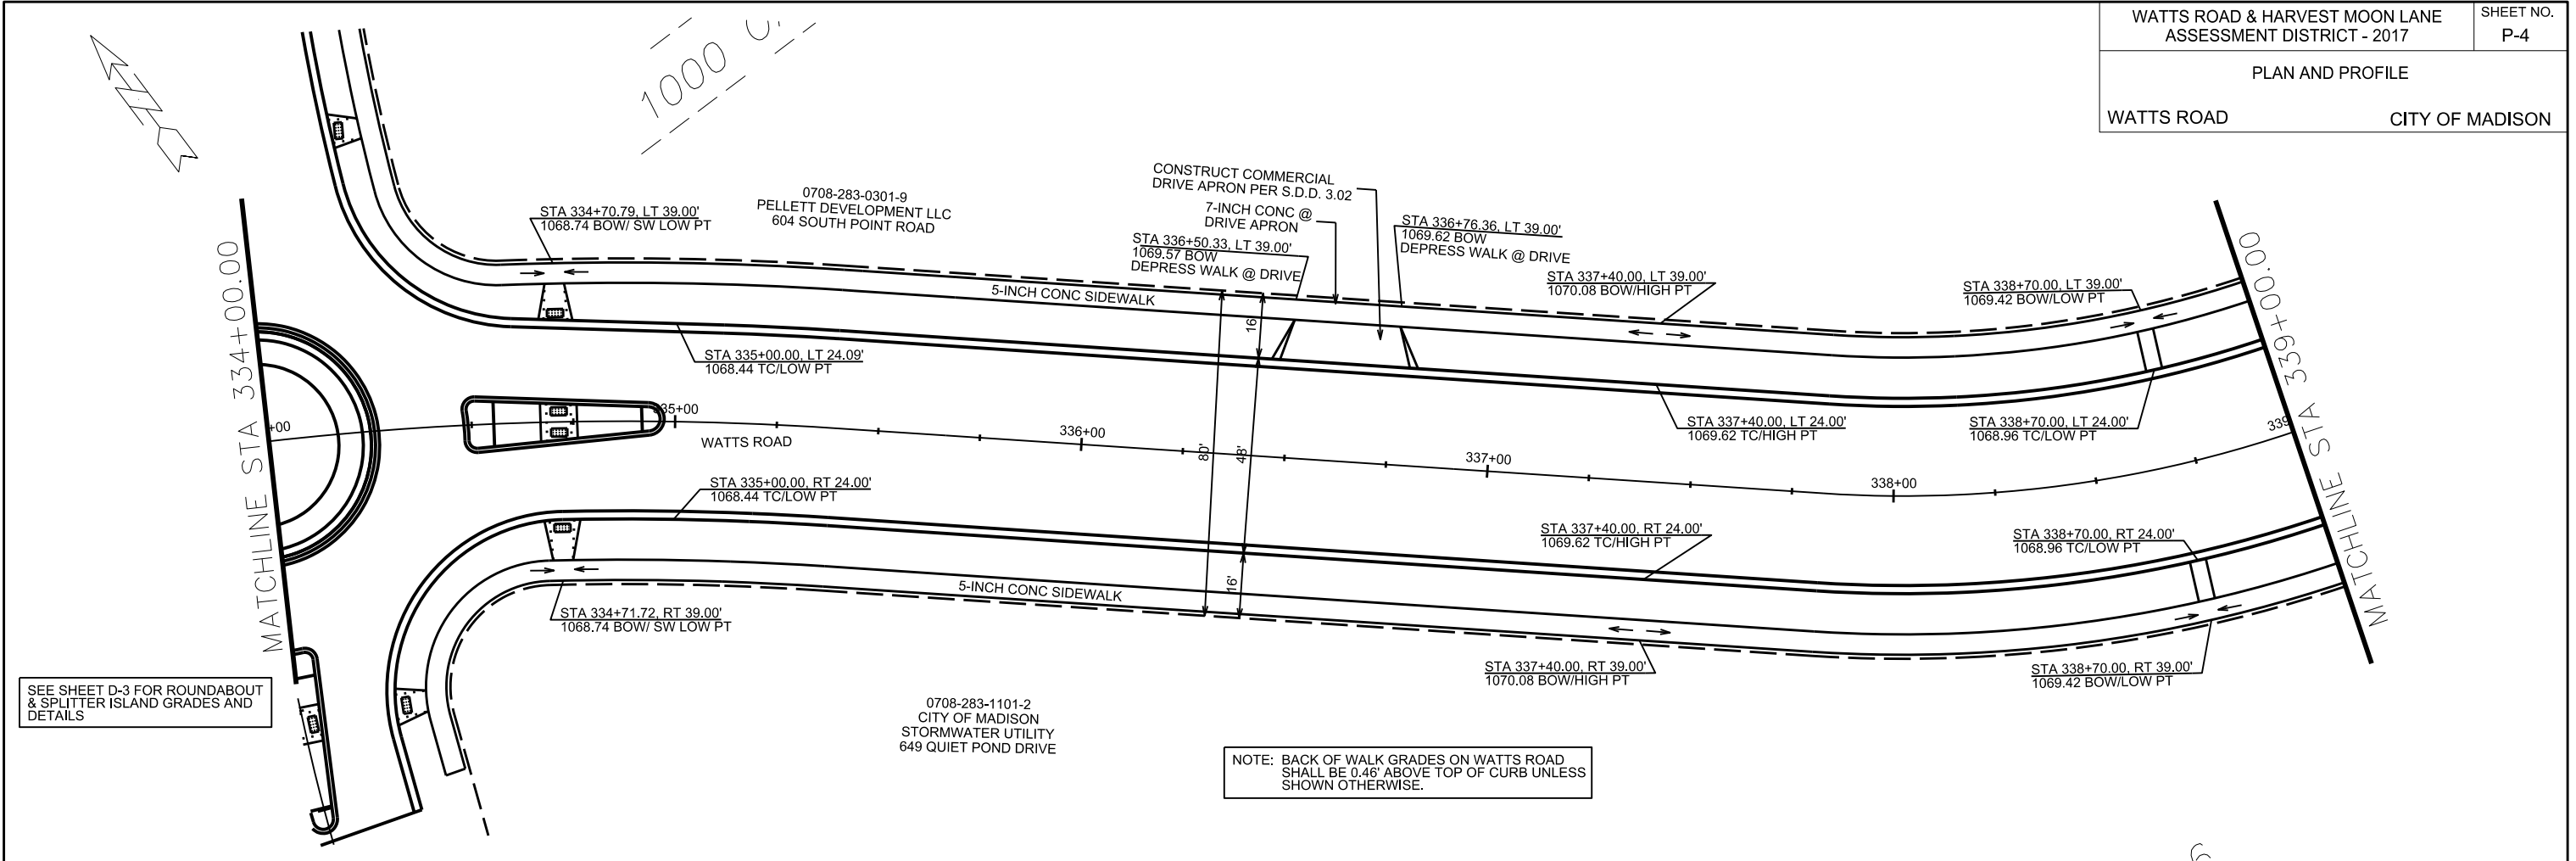 WATTS ROAD & HARVEST MOON LANE
ASSESSMENT DISTRICT - 2017
SHEET NO.
P-4
PLAN AND PROFILE
WATTS ROAD
CITY OF MADISON
1000
0708-283-0301-9
PELLETT DEVELOPMENT LLC
604 SOUTH POINT ROAD
STA 334+70.79, LT 39.00'
1068.74 BOW/ SW LOW PT
CONSTRUCT COMMERCIAL
DRIVE APRON PER S.D.D. 3.02
7-INCH CONC @
DRIVE APRON
STA 336+50.33, LT 39.00'
1069.57 BOW
DEPRESS WALK @ DRIVE
STA 336+76.36, LT 39.00'
1069.62 BOW
DEPRESS WALK @ DRIVE
STA 337+40.00, LT 39.00'
1070.08 BOW/HIGH PT
STA 338+70.00, LT 39.00'
1069.42 BOW/LOW PT
MATCHLINE STA 334+00.00
MATCHLINE STA 339+00.00
5-INCH CONC SIDEWALK
16'
STA 335+00.00, LT 24.09'
1068.44 TC/LOW PT
STA 337+40.00, LT 24.00'
1069.62 TC/HIGH PT
STA 338+70.00, LT 24.00'
1068.96 TC/LOW PT
+00
335+00
336+00
337+00
338+00
339
WATTS ROAD
80'
48'
STA 335+00.00, RT 24.00'
1068.44 TC/LOW PT
STA 337+40.00, RT 24.00'
1069.62 TC/HIGH PT
STA 338+70.00, RT 24.00'
1068.96 TC/LOW PT
16'
5-INCH CONC SIDEWALK
STA 334+71.72, RT 39.00'
1068.74 BOW/ SW LOW PT
STA 337+40.00, RT 39.00'
1070.08 BOW/HIGH PT
STA 338+70.00, RT 39.00'
1069.42 BOW/LOW PT
SEE SHEET D-3 FOR ROUNDABOUT
& SPLITTER ISLAND GRADES AND
DETAILS
0708-283-1101-2
CITY OF MADISON
STORMWATER UTILITY
649 QUIET POND DRIVE
NOTE: BACK OF WALK GRADES ON WATTS ROAD
SHALL BE 0.46' ABOVE TOP OF CURB UNLESS
SHOWN OTHERWISE.